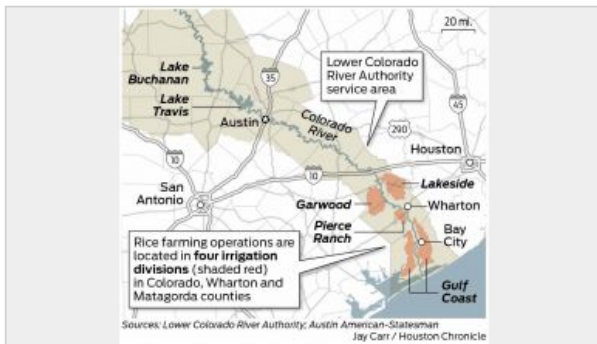 20 mi.
Lake
Buchanan
Lake
Travis
Austin
35
Lower Colorado
River Authority
service area
Colorado
River
290
45
Houston
10
10
San
Antonio
Lakeside
Garwood
Wharton
Pierce
Ranch
Bay
City
Rice farming operations are
located in four irrigation
divisions (shaded red)
in Colorado, Wharton and
Matagorda counties
Gulf
Coast
Sources: Lower Colorado River Authority; Austin American-Statesman
Jay Carr / Houston Chronicle